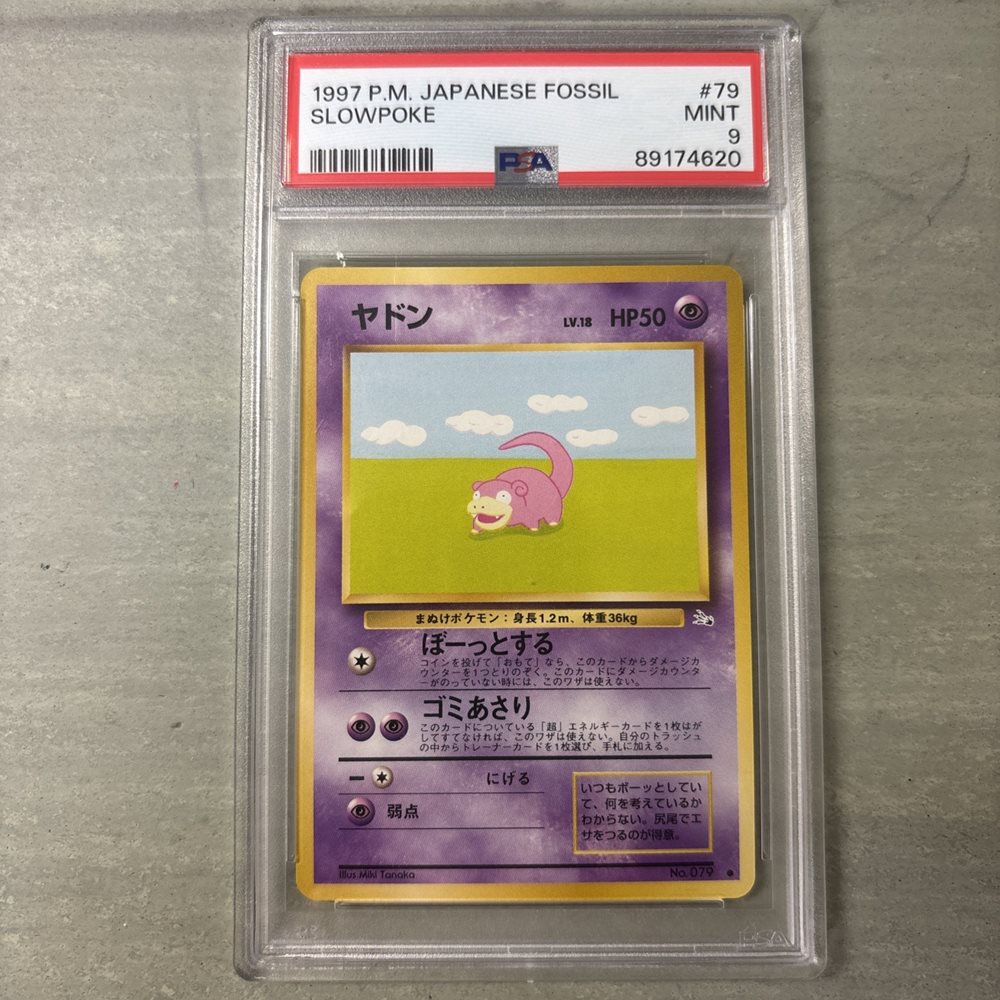 1997 P.M. JAPANESE FOSSIL #79
SLOWPOKE MINT
9
PSA 89174620
ヤドン LV.18 HP50
まぬけポケモン：身長1.2m、体重36kg
ぼーっとする
コインを投げて「おもて」なら、このカードからダメージカ
ウンターを1つとりのぞく。このカードにダメージカウンタ
ーがのっていない時には、このワザは使えない。
ゴミあさり
このカードについている「超」エネルギーカードを1枚はが
してすてなければ、このワザは使えない。自分のトラッシュ
の中からトレーナーカードを1枚選び、手札に加える。
にげる
弱点
いつもボーッとしてい
て、何を考えているか
わからない。尻尾でエ
サをつるのが得意。
Illus.Miki Tanaka No.079
PSA